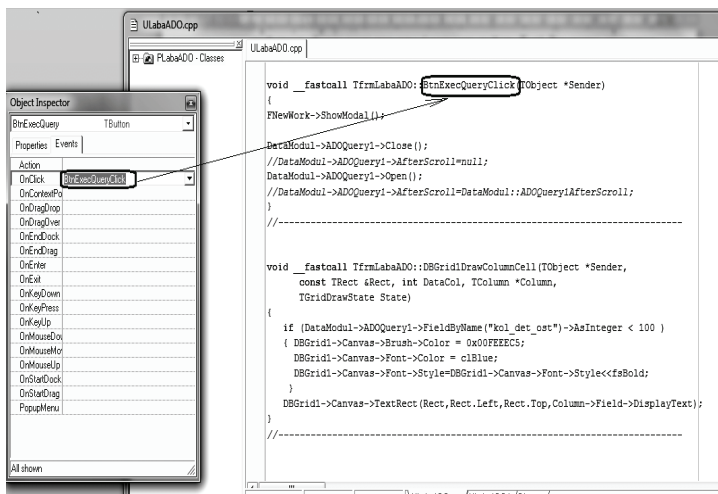 ULabaADO.cpp
PLabaADO - Classes
ULabaADO.cpp
void __fastcall TfrmLabaADO::BtnExecQueryClick(TObject *Sender)
{
FNewWork->ShowModal();
DataModul->ADOQuery1->Close();
//DataModul->ADOQuery1->AfterScroll=null;
DataModul->ADOQuery1->Open();
//DataModul->ADOQuery1->AfterScroll=DataModul::ADOQuery1AfterScroll;
}
//----------------------------------------------------------------
void __fastcall TfrmLabaADO::DBGrid1DrawColumnCell(TObject *Sender,
const TRect &Rect, int DataCol, TColumn *Column,
TGridDrawState State)
{
if (DataModul->ADOQuery1->FieldByName("kol_det_ost")->AsInteger < 100 )
{ DBGrid1->Canvas->Brush->Color = 0x00FEEEC5;
DBGrid1->Canvas->Font->Color = clBlue;
DBGrid1->Canvas->Font->Style=DBGrid1->Canvas->Font->Style<<fsBold;
}
DBGrid1->Canvas->TextRect(Rect,Rect.Left,Rect.Top,Column->Field->DisplayText);
}
//----------------------------------------------------------------
Object Inspector
BtnExecQuery TButton
Properties Events
Action
OnClick BtnExecQueryClick
OnContextPo
OnDragDrop
OnDragOver
OnEndDock
OnEndDrag
OnEnter
OnExit
OnKeyDown
OnKeyPress
OnKeyUp
OnMouseDov
OnMouseMov
OnMouseUp
OnStartDock
OnStartDrag
PopupMenu
All shown